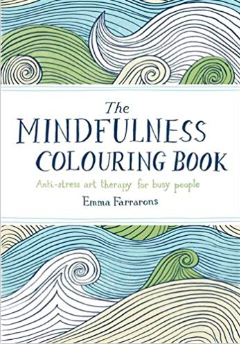 The
MINDFULNESS
COLOURING BOOK
Anti-stress art therapy for busy people
Emma Farrarons